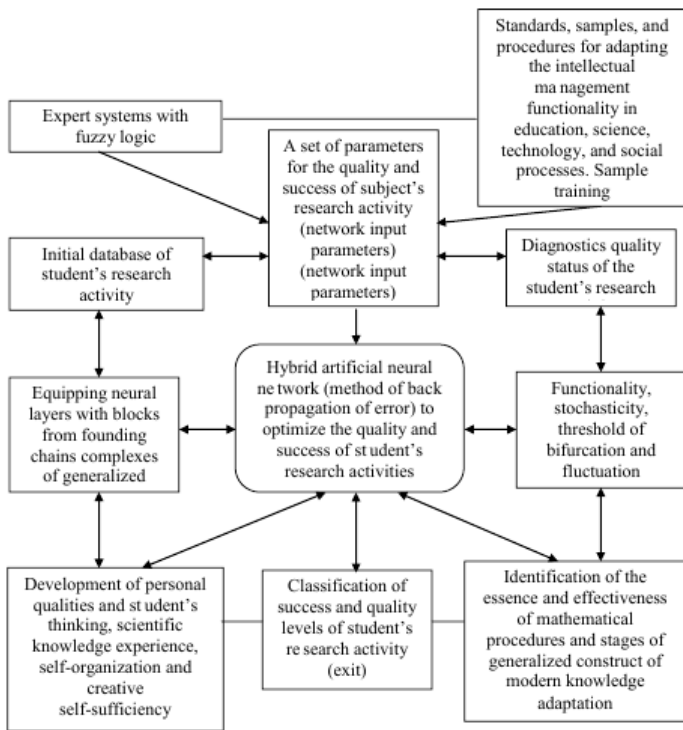 Standards, samples, and
procedures for adapting
the intellectual
ma nagement
functionality in
education, science,
technology, and social
processes. Sample
training
Expert systems with
fuzzy logic
A set of parameters
for the quality and
success of subject's
research activity
(network input
parameters)
(network input
parameters)
Initial database of
student's research
activity
Diagnostics quality
status of the
student's research
Hybrid artificial neural
ne twork (method of back
propagation of error) to
optimize the quality and
success of st udent's
research activities
Equipping neural
layers with blocks
from founding
chains complexes
of generalized
Functionality,
stochasticity,
threshold of
bifurcation and
fluctuation
Development of personal
qualities and st udent's
thinking, scientific
knowledge experience,
self-organization and
creative
self-sufficiency
Classification of
success and quality
levels of student's
re search activity
(exit)
Identification of the
essence and effectiveness
of mathematical
procedures and stages of
generalized construct of
modern knowledge
adaptation